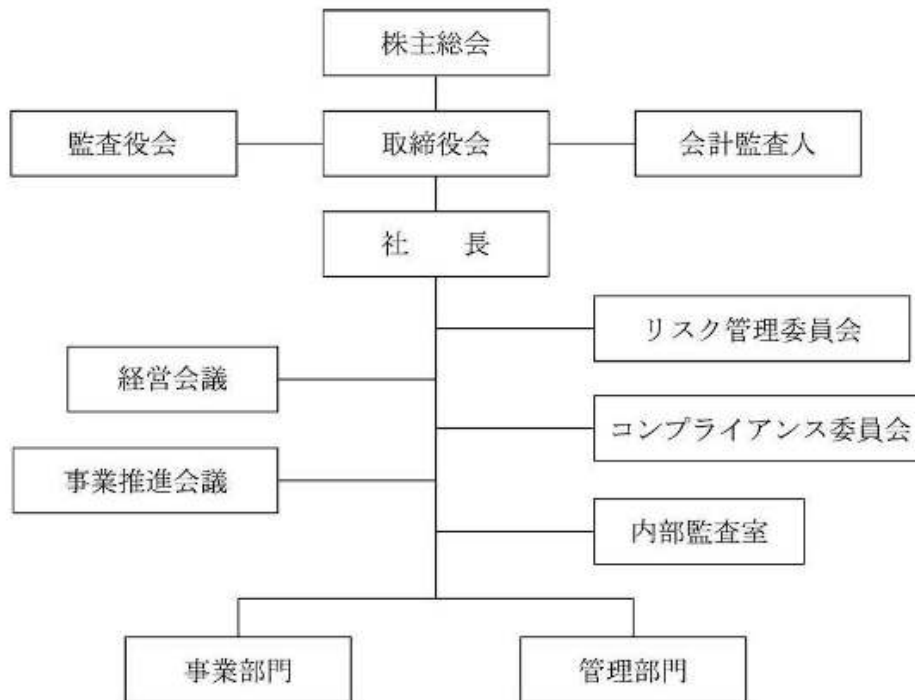 株主総会
監査役会
取締役会
会計監査人
社　　長
リスク管理委員会
経営会議
コンプライアンス委員会
事業推進会議
内部監査室
事業部門
管理部門